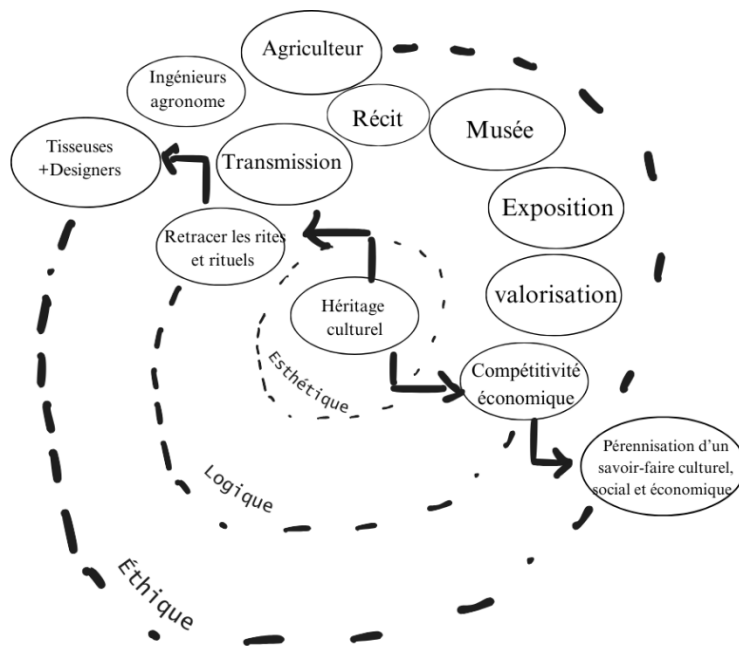 Agriculteur
Ingénieurs
agronome
Récit
Musée
Tisseuses
+Designers
Transmission
Exposition
Retracer les rites
et rituels
valorisation
Héritage
culturel
Esthétique
Compétitivité
économique
Pérennisation d'un
savoir-faire culturel,
social et économique
Logique
Éthique